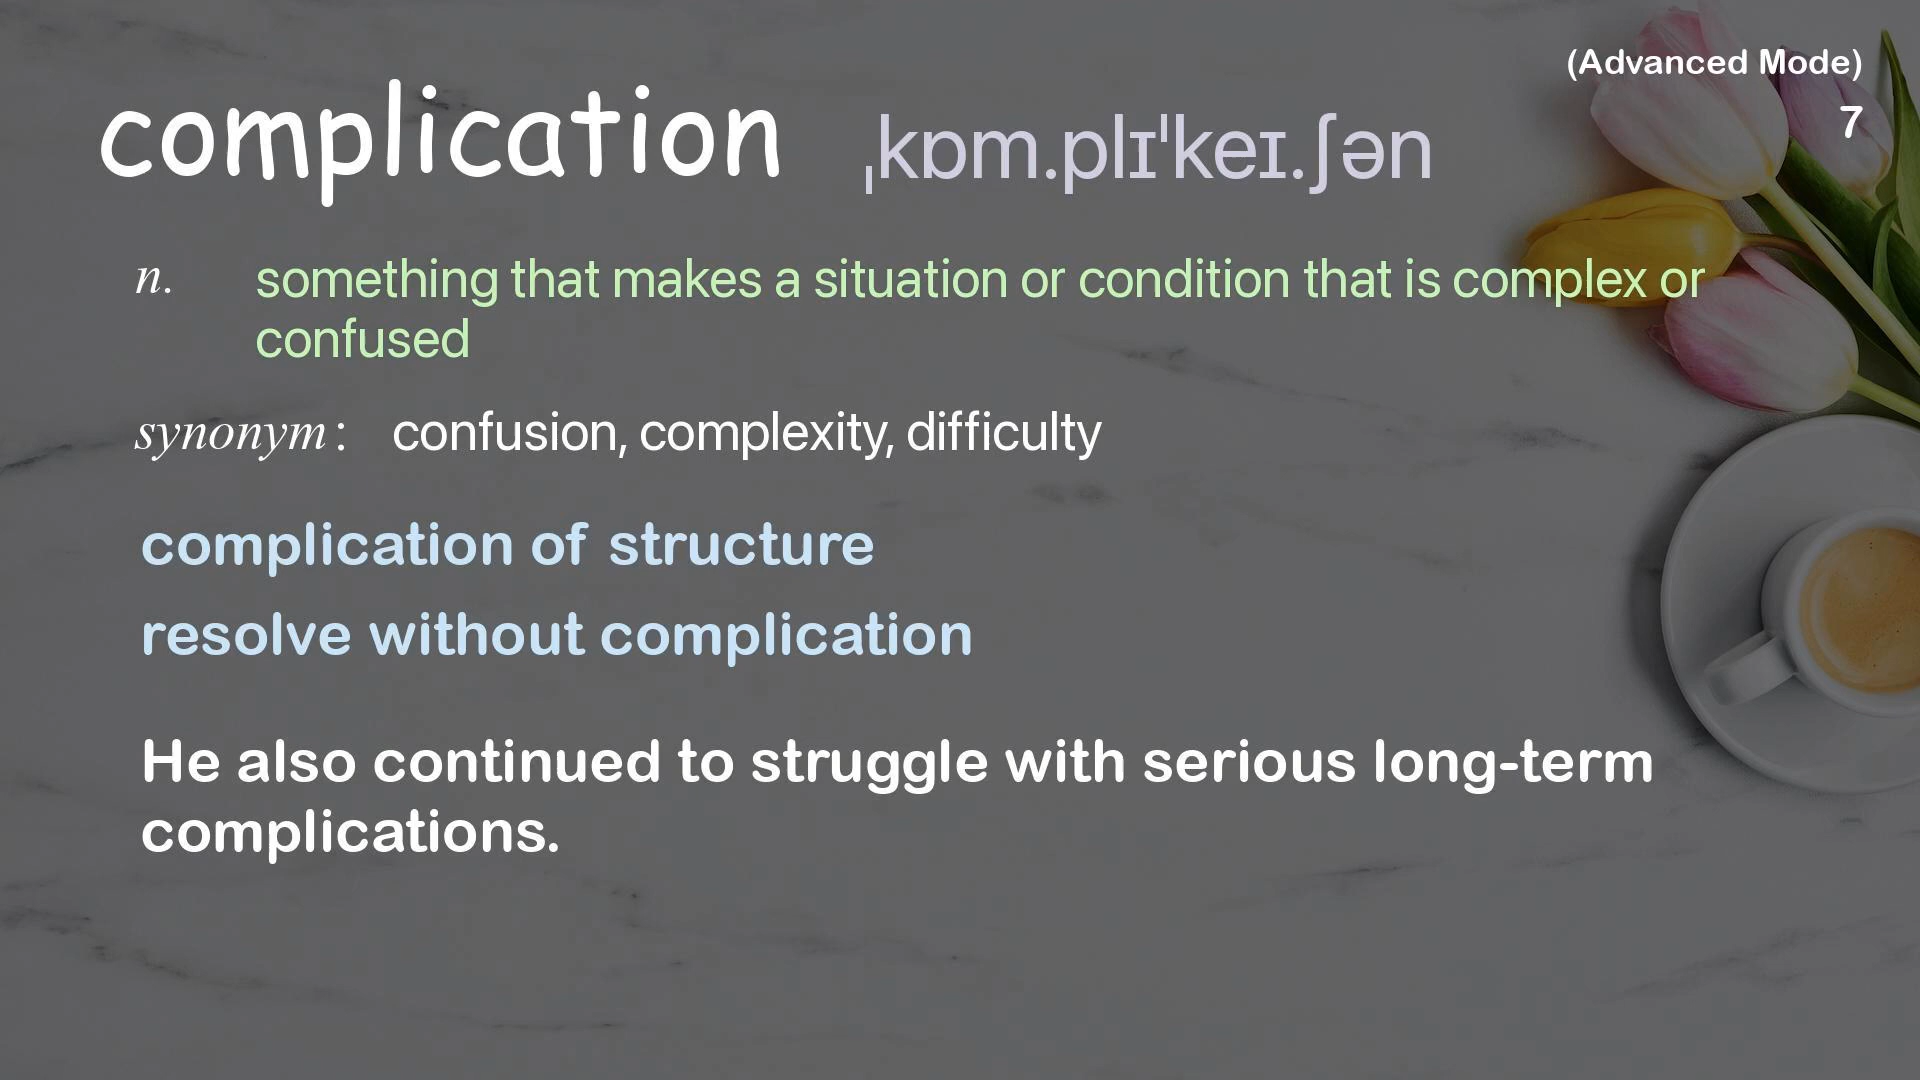 (Advanced Mode)
7
complication ˌkɒm.plɪˈkeɪ.ʃən
n. something that makes a situation or condition that is complex or
confused
synonym: confusion, complexity, difficulty
complication of structure
resolve without complication
He also continued to struggle with serious long-term
complications.